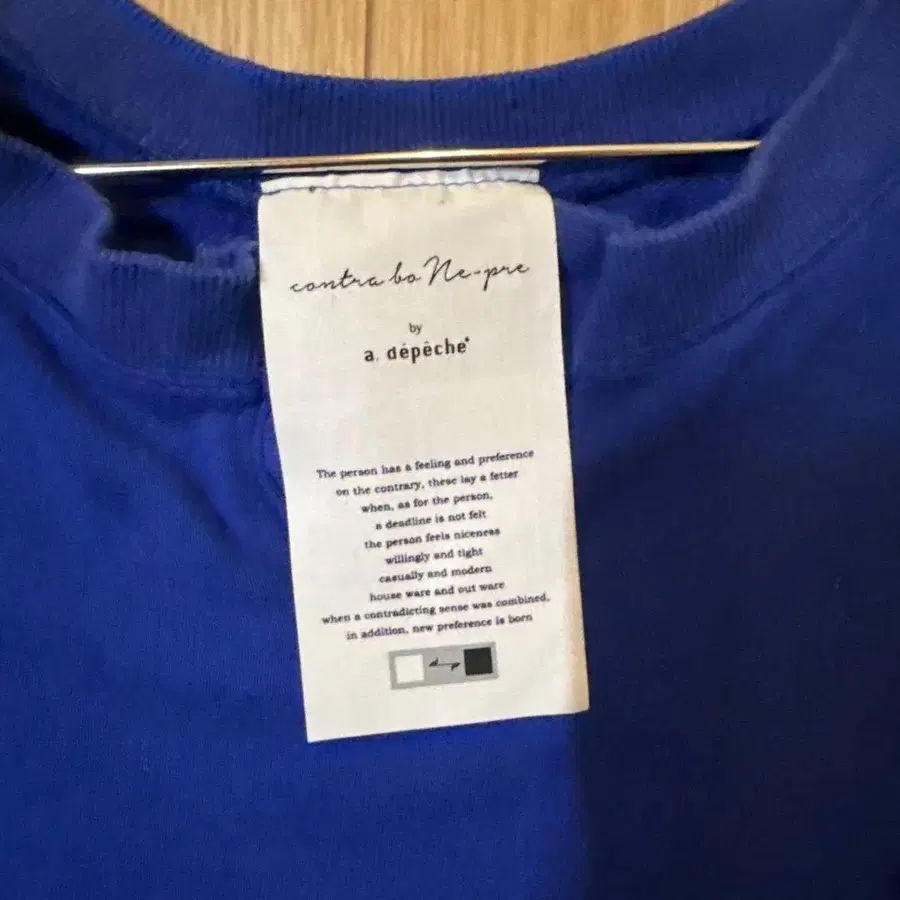 contra bo Ne-pre
by
a. dépêche
The person has a feeling and preference
on the contrary, these lay a fetter
when, as for the person,
a deadline is not felt
the person feels niceness
willingly and tight
casually and modern
house ware and out ware
when a contradicting sense was combined,
in addition, new preference is born